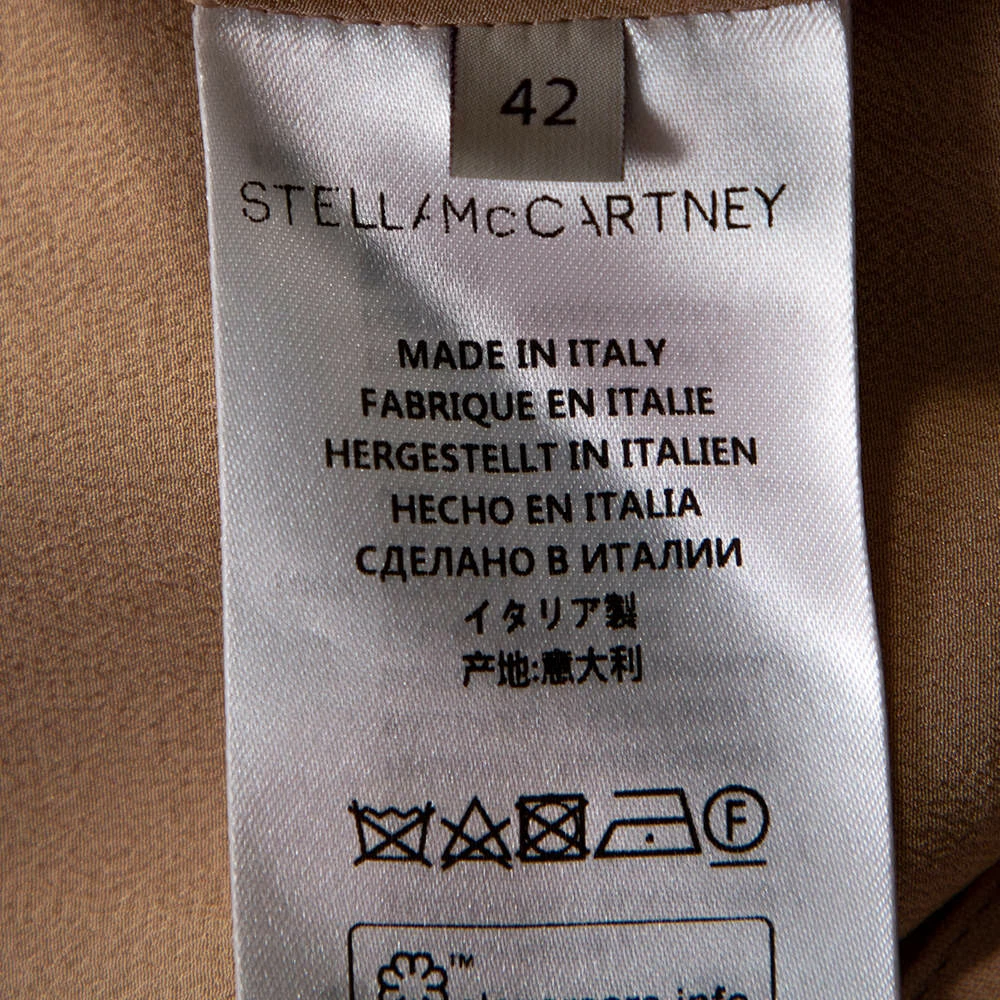 42
STELLA McCARTNEY
MADE IN ITALY
FABRIQUE EN ITALIE
HERGESTELLT IN ITALIEN
HECHO EN ITALIA
СДЕЛАНО В ИТАЛИИ
イタリア製
产地:意大利
F
TM